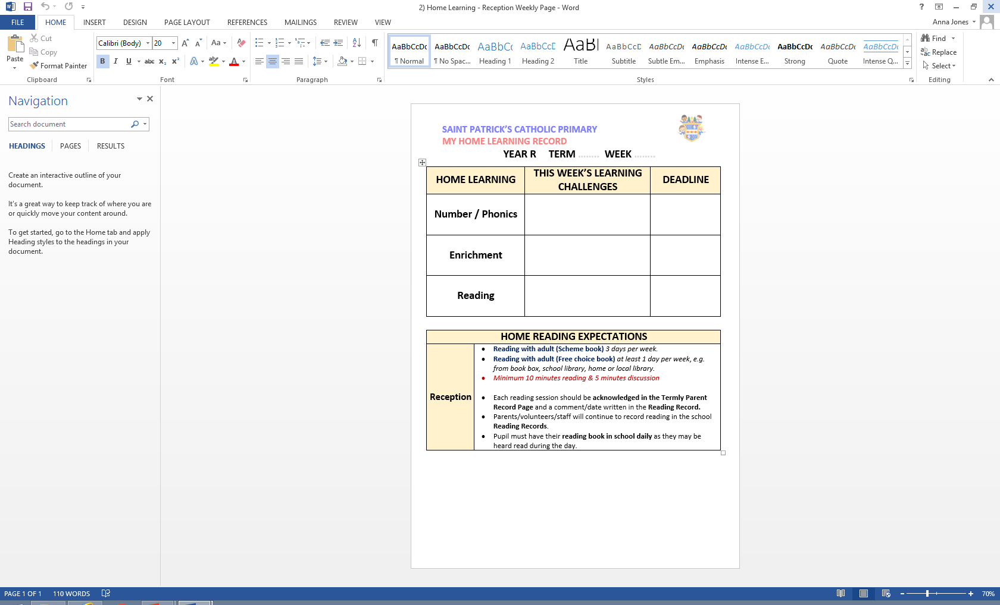 2) Home Learning - Reception Weekly Page - Word
FILE HOME INSERT DESIGN PAGE LAYOUT REFERENCES MAILINGS REVIEW VIEW Anna Jones
Paste
Cut
Copy
Format Painter
Calibri (Body) 20
AaBbCcDc AaBbCcDc AaBbCc AaBbCcD AaBl AaBbCcD AaBbCcDc AaBbCcDc AaBbCcDc AaBbCcDc AaBbCcDc AaBbCcDc
¶ Normal ¶ No Spac... Heading 1 Heading 2 Title Subtitle Subtle Em... Emphasis Intense E... Strong Quote Intense Q...
Find
Replace
Select
Clipboard Font Paragraph Styles Editing
Navigation
Search document
HEADINGS PAGES RESULTS
Create an interactive outline of your
document.
It's a great way to keep track of where you are
or quickly move your content around.
To get started, go to the Home tab and apply
Heading styles to the headings in your
document.
SAINT PATRICK'S CATHOLIC PRIMARY
MY HOME LEARNING RECORD
YEAR R TERM ........ WEEK ........
HOME LEARNING
THIS WEEK'S LEARNING
CHALLENGES
DEADLINE
Number / Phonics
Enrichment
Reading
HOME READING EXPECTATIONS
Reception
• Reading with adult (Scheme book) 3 days per week.
• Reading with adult (Free choice book) at least 1 day per week, e.g.
from book box, school library, home or local library.
• Minimum 10 minutes reading & 5 minutes discussion
• Each reading session should be acknowledged in the Termly Parent
Record Page and a comment/date written in the Reading Record.
• Parents/volunteers/staff will continue to record reading in the school
Reading Records.
• Pupil must have their reading book in school daily as they may be
heard read during the day.
PAGE 1 OF 1 110 WORDS 70%